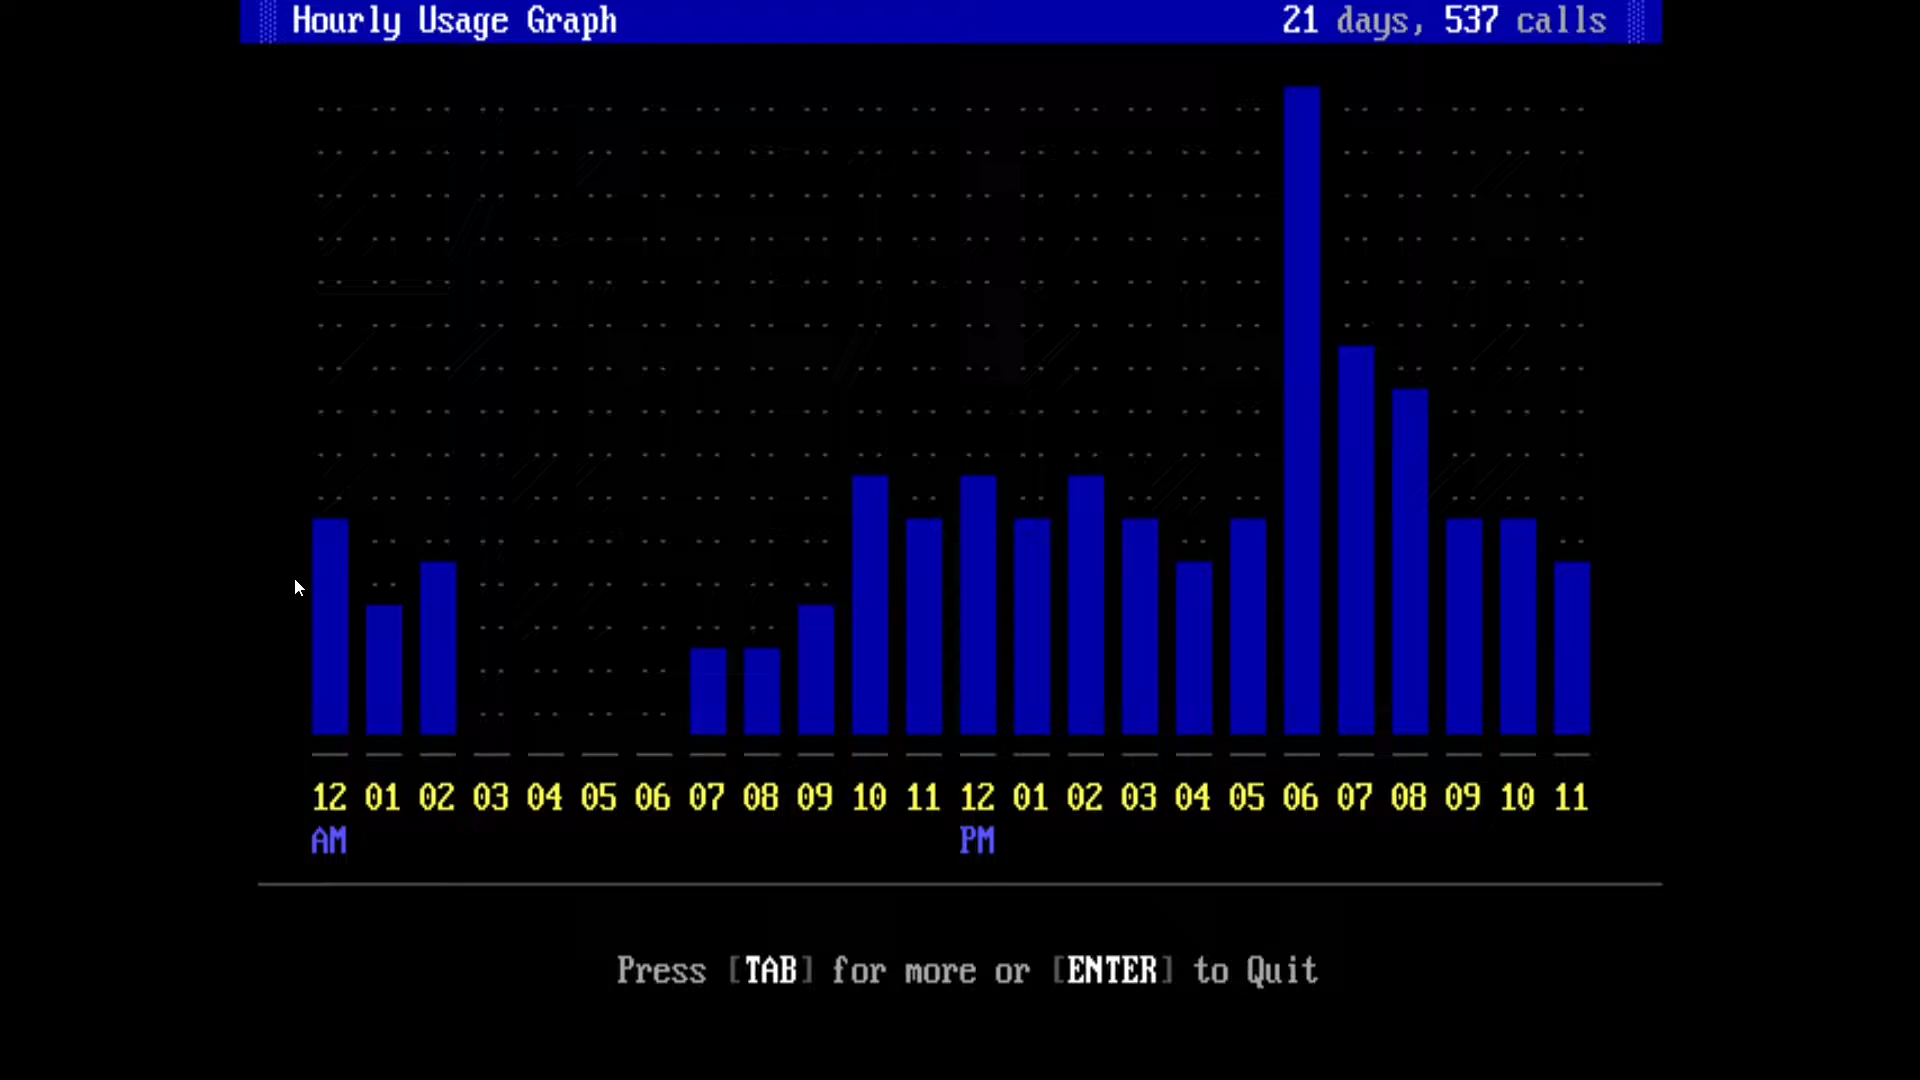 Hourly Usage Graph 21 days, 537 calls
12 01 02 03 04 05 06 07 08 09 10 11 12 01 02 03 04 05 06 07 08 09 10 11
AM PM
Press [TAB] for more or [ENTER] to Quit